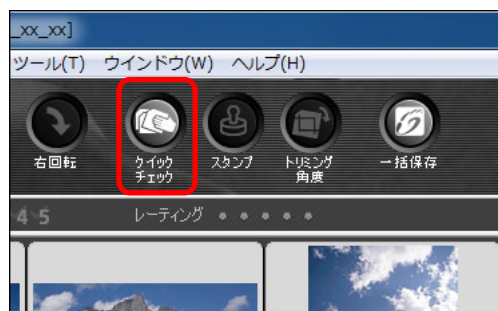 _xx_xx]
ツール(T) ウインドウ(W) ヘルプ(H)
右回転 クイック スタンプ トリミング 一括保存
チェック 角度
4 5 レーティング